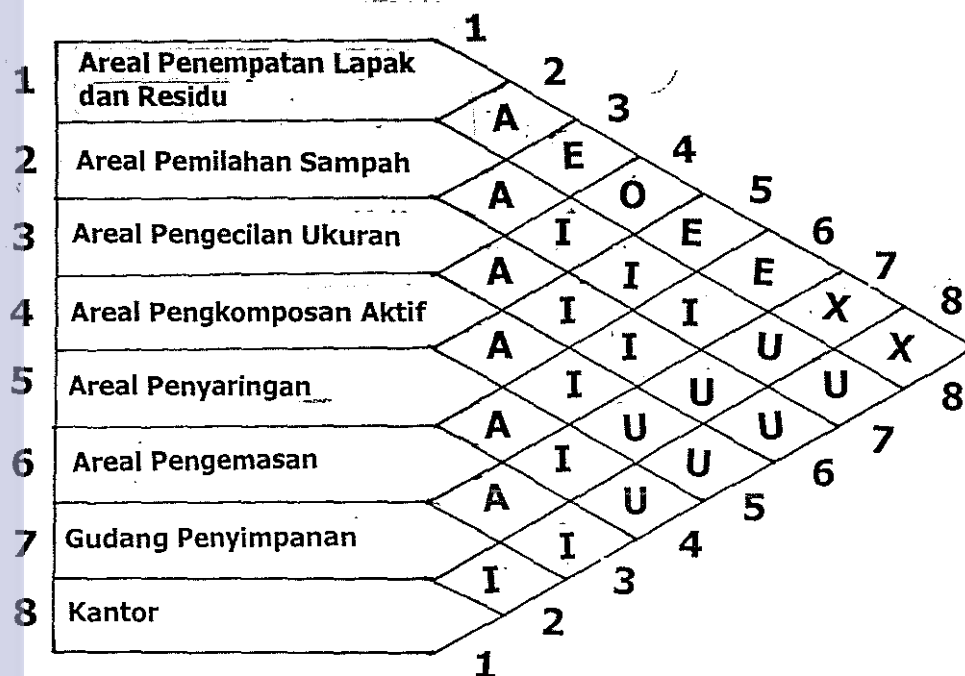 1
1 Areal Penempatan Lapak 2
dan Residu 3
A
2 Areal Pemilahan Sampah E 4
A O 5
3 Areal Pengecilan Ukuran I E 6
A I E 7
4 Areal Pengkomposan Aktif I I X 8
A I U X
5 Areal Penyaringan I U U 8
A U U 7
6 Areal Pengemasan I U 6
A U 5
7 Gudang Penyimpanan I 4
I 3
8 Kantor 2
1